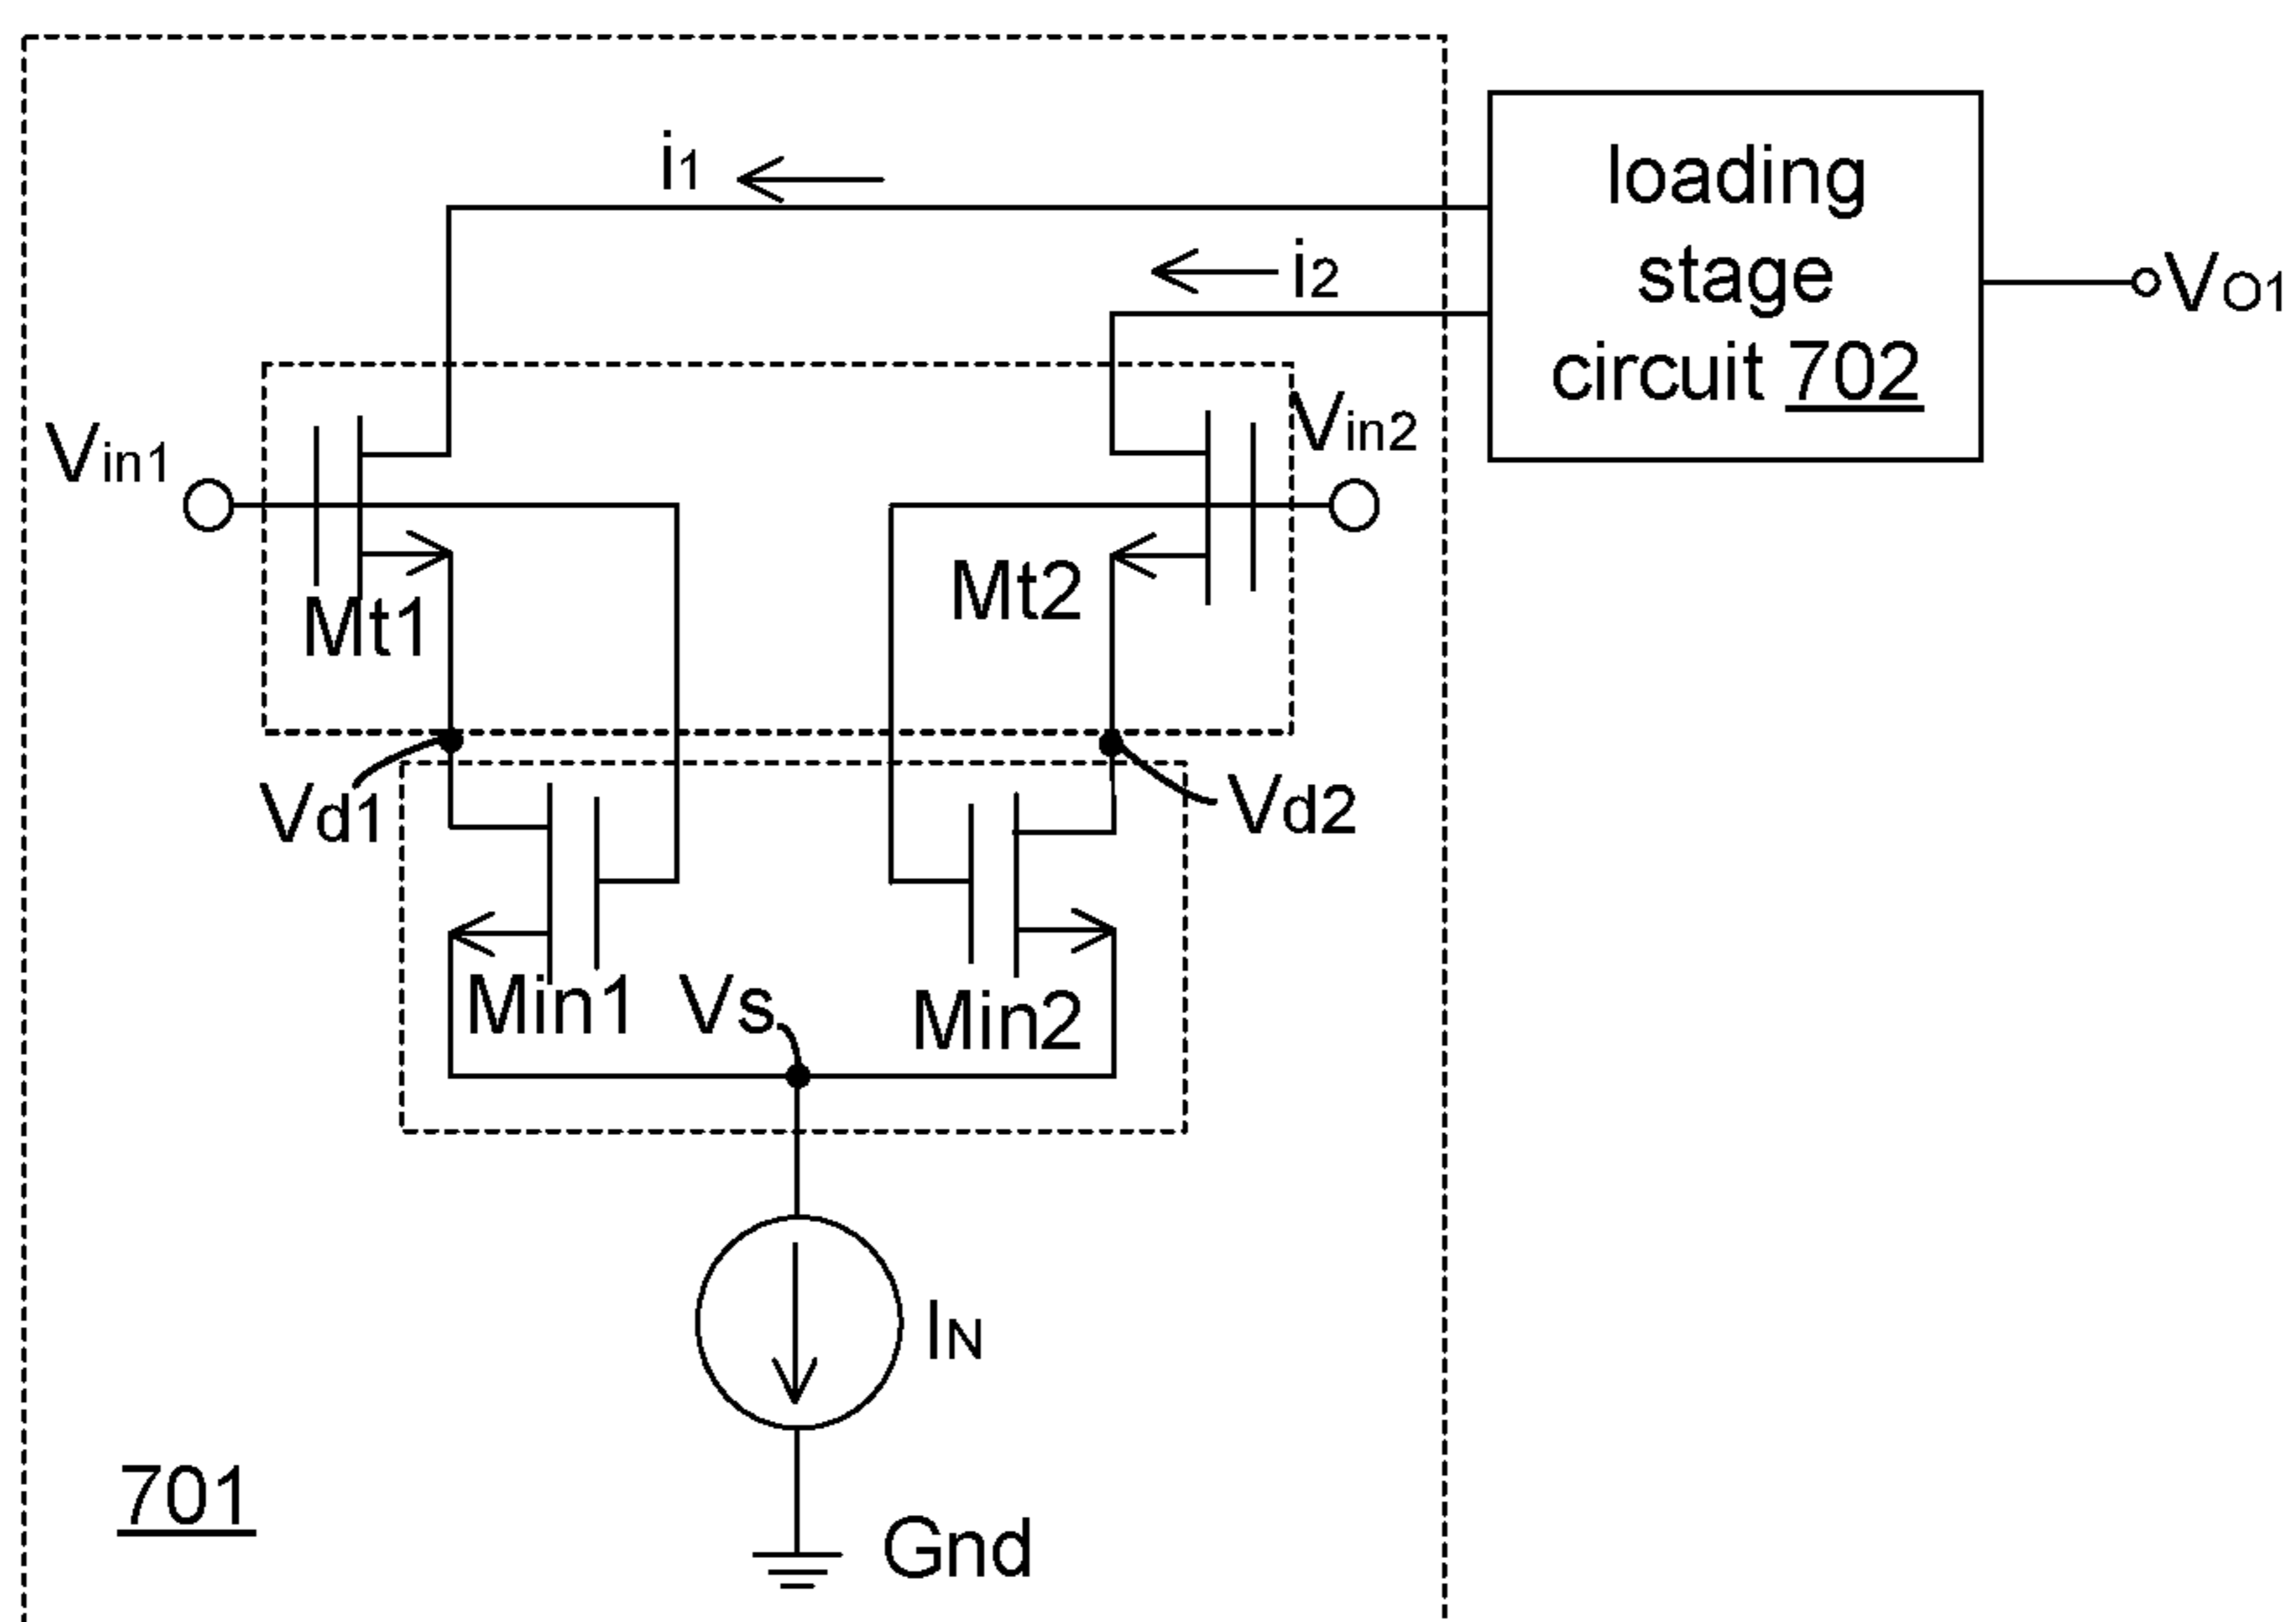 i1
i2
loading
stage
circuit 702
VO1
Vin1
Vin2
Mt1
Mt2
Vd1
Vd2
Min1
Vs
Min2
IN
701
Gnd